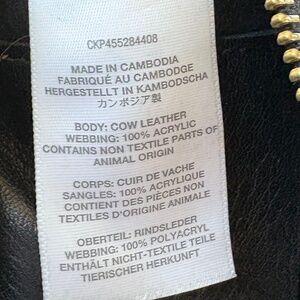 CKP455284408
MADE IN CAMBODIA
FABRIQUÉ AU CAMBODGE
HERGESTELLT IN KAMBODSCHA
カンボジア製
BODY: COW LEATHER
WEBBING: 100% ACRYLIC
CONTAINS NON TEXTILE PARTS OF
ANIMAL ORIGIN
CORPS: CUIR DE VACHE
SANGLES: 100% ACRYLIQUE
CONTIENT DES PIÈCES NON
TEXTILES D'ORIGINE ANIMALE
OBERTEIL: RINDSLEDER
WEBBING: 100% POLYACRYL
ENTHÄLT NICHT-TEXTILE TEILE
TIERISCHER HERKUNFT